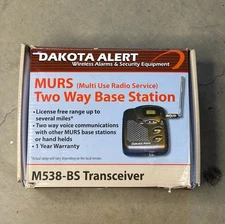 DAKOTA ALERT
Wireless Alarms & Security Equipment
MURS (Multi Use Radio Service)
Two Way Base Station
• License free range up to
several miles*
• Two way voice communications
with other MURS base stations
or hand helds
• 1 Year Warranty
M538-BS Transceiver